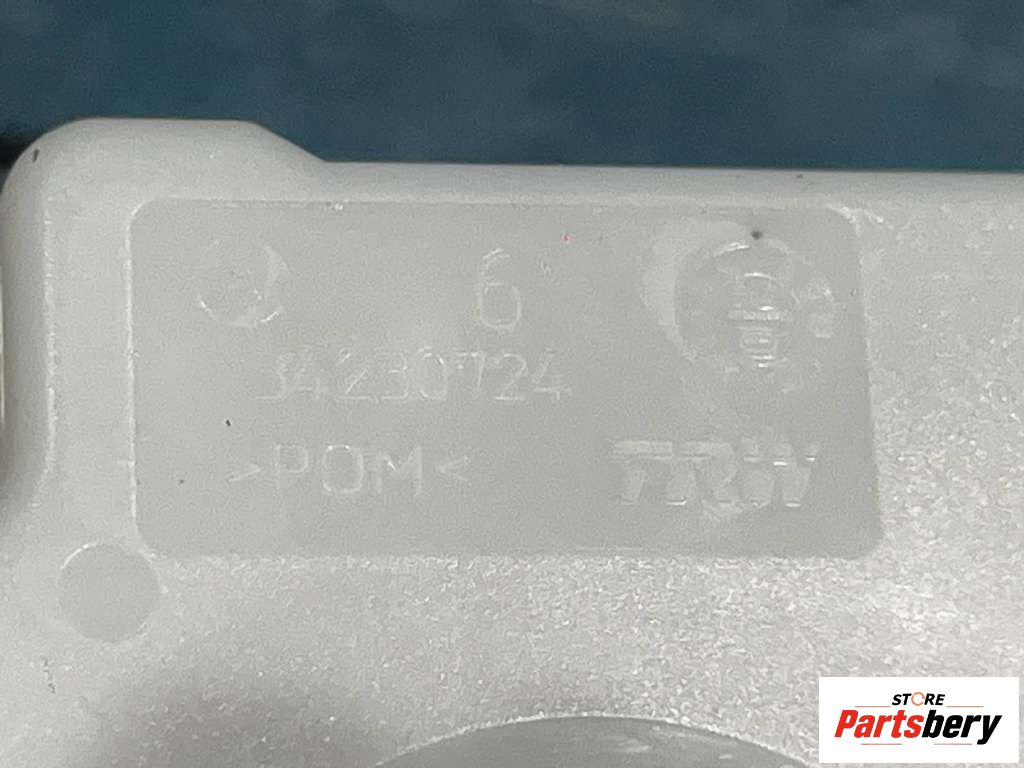 6
34230724
>POM<
TRW
STORE
Partsbery